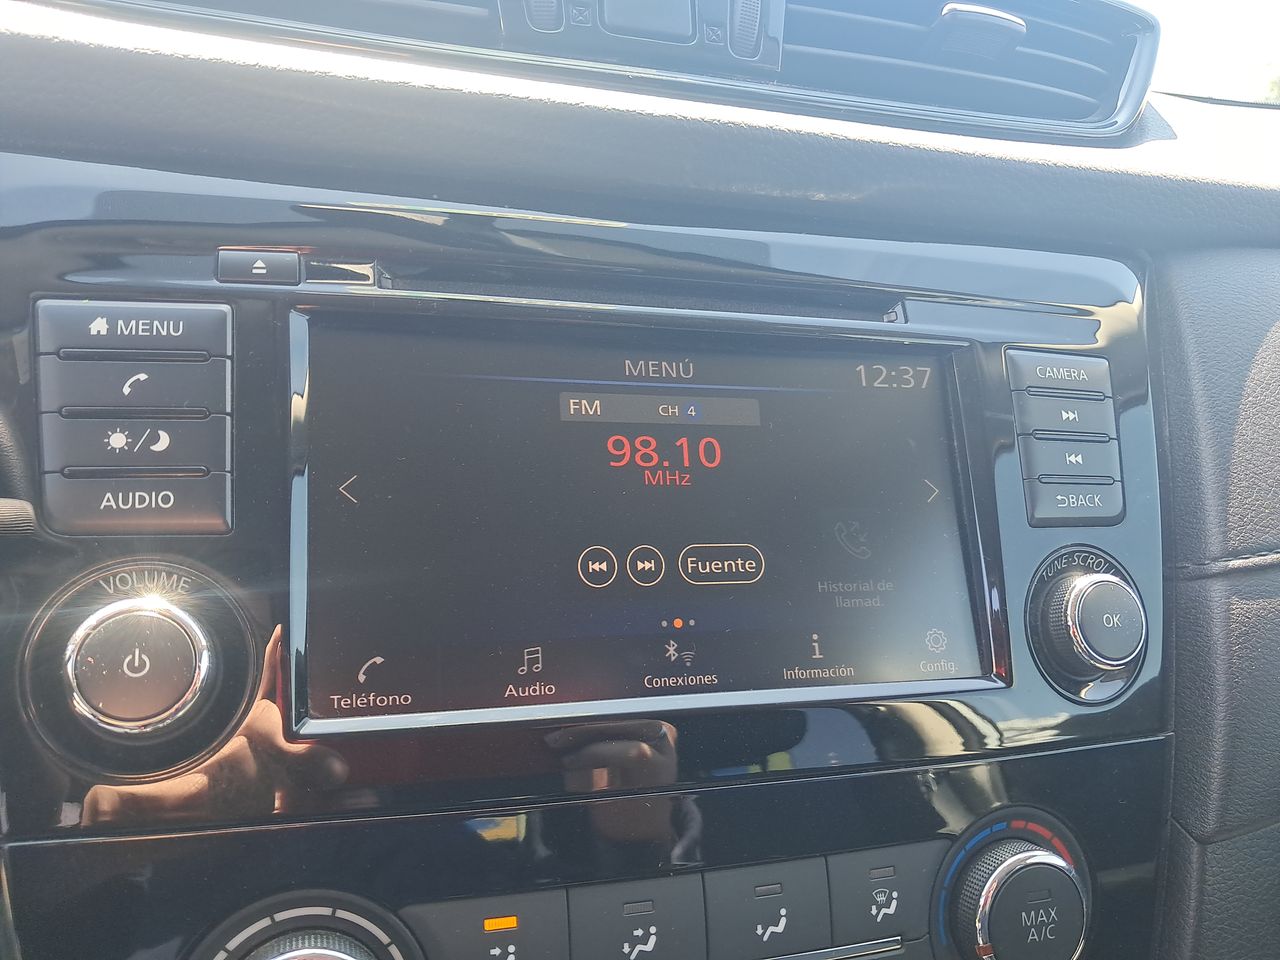 MENU
AUDIO
VOLUME
MENÚ
12:37
FM
CH 4
98.10
MHz
Fuente
Historial de
llamad.
Teléfono
Audio
Conexiones
Información
Config.
CAMERA
BACK
TUNE·SCROLL
OK
MAX
A/C